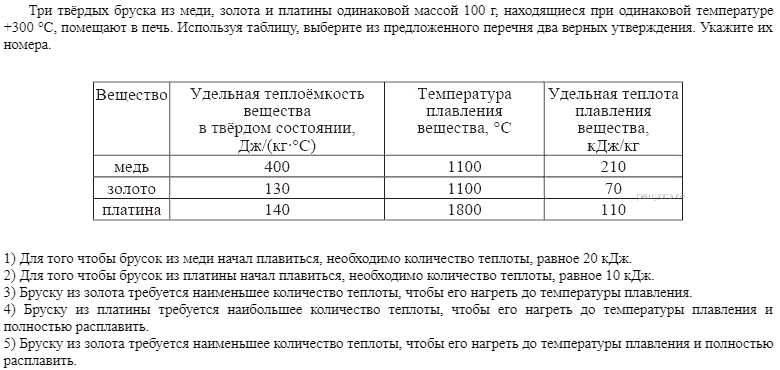 Три твёрдых бруска из меди, золота и платины одинаковой массой 100 г, находящиеся при одинаковой температуре
+300 °С, помещают в печь. Используя таблицу, выберите из предложенного перечня два верных утверждения. Укажите их
номера.
Вещество
Удельная теплоёмкость
вещества
в твёрдом состоянии,
Дж/(кг·°С)
Температура
плавления
вещества, °С
Удельная теплота
плавления
вещества,
кДж/кг
медь 400 1100 210
золото 130 1100 70
платина 140 1800 110
1) Для того чтобы брусок из меди начал плавиться, необходимо количество теплоты, равное 20 кДж.
2) Для того чтобы брусок из платины начал плавиться, необходимо количество теплоты, равное 10 кДж.
3) Бруску из золота требуется наименьшее количество теплоты, чтобы его нагреть до температуры плавления.
4) Бруску из платины требуется наибольшее количество теплоты, чтобы его нагреть до температуры плавления и
полностью расплавить.
5) Бруску из золота требуется наименьшее количество теплоты, чтобы его нагреть до температуры плавления и полностью
расплавить.